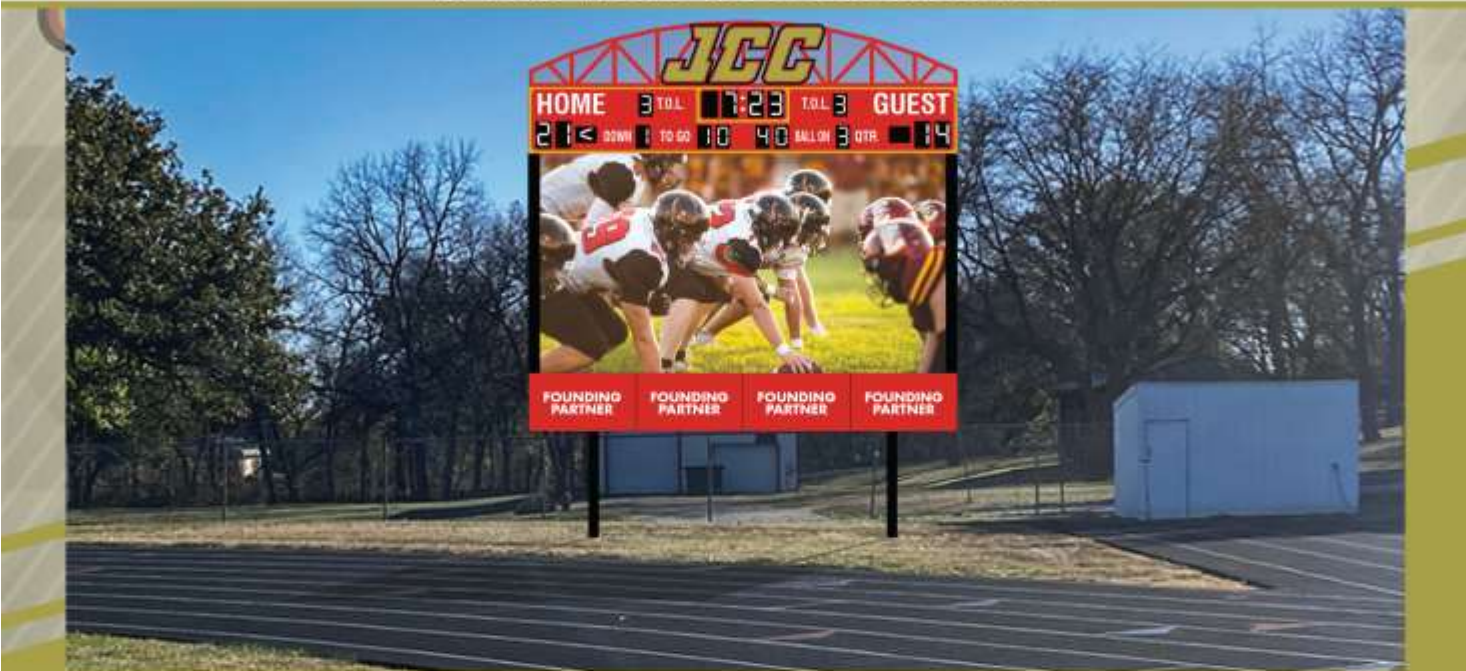 JCC
HOME 3 T.O.L. 7:23 T.O.L. 3 GUEST
21 < DOWN 1 TO GO 10 40 BALL ON 3 QTR. 14
9
FOUNDING PARTNER
FOUNDING PARTNER
FOUNDING PARTNER
FOUNDING PARTNER